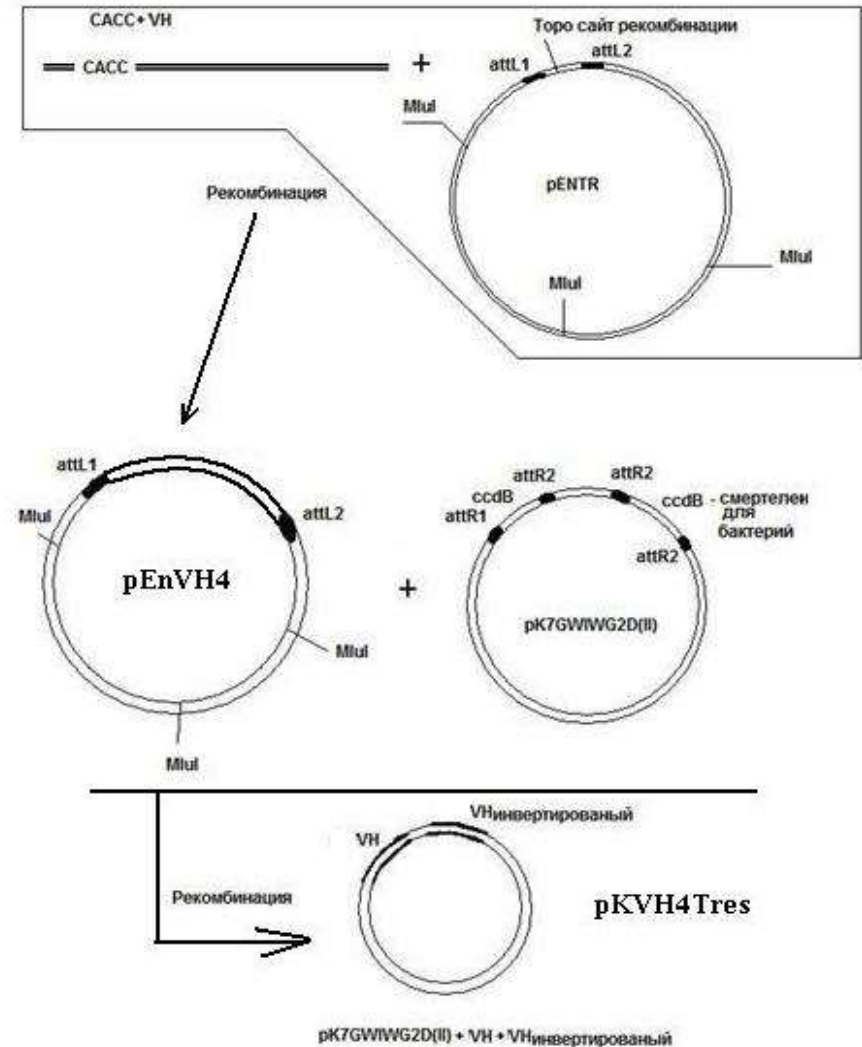 CACC+ VH
CACC
+
Topo сайт рекомбинации
attL1
attL2
MluI
pENTR
MluI
MluI
Рекомбинация
attL1
attL2
MluI
pEnVH4
MluI
MluI
+
attR2
attR2
ccdB
attR1
ccdB - смертелен
для
бактерий
attR2
pK7GWIWG2D(II)
VHинвертированый
VH
Рекомбинация
pKVH4Tres
pK7GWIWG2D(II) + VH + VHинвертированый